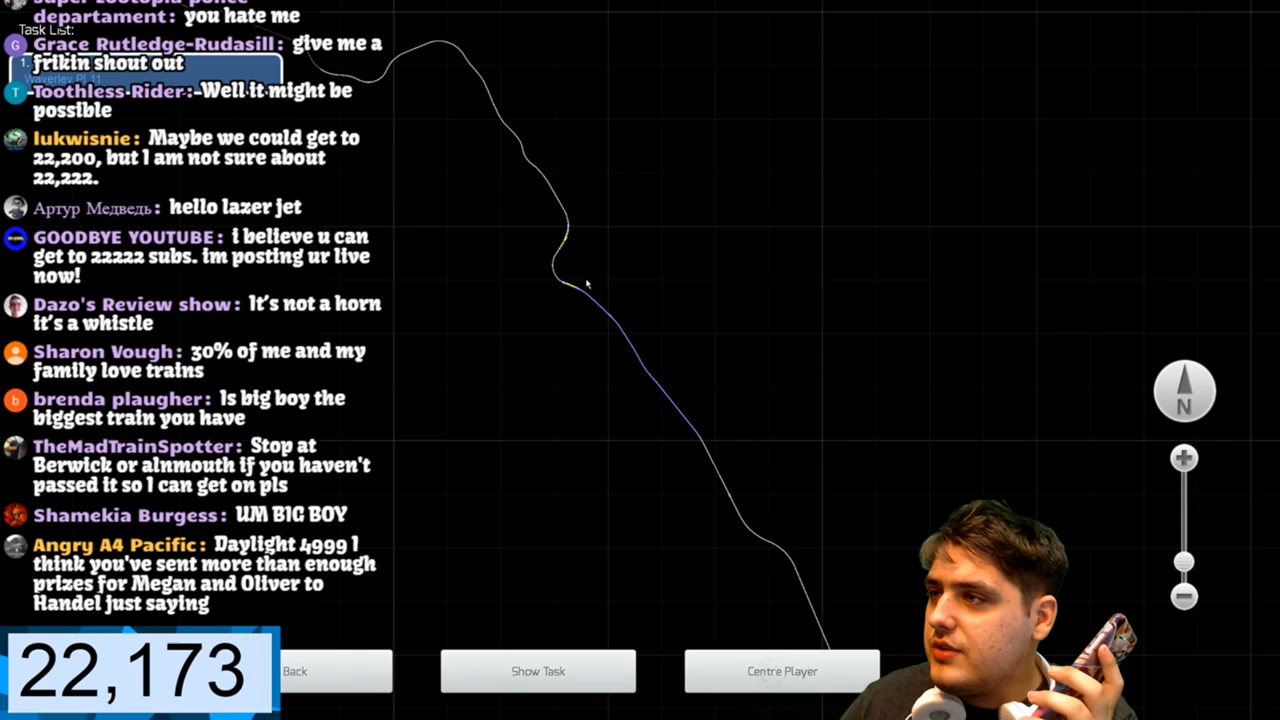 departament: you hate me
Task List:
Grace Rutledge-Rudasill: give me a
1. frikin shout out
Waverley Pl 11
Toothless Rider: Well it might be
possible
lukwisnie: Maybe we could get to
22,200, but I am not sure about
22,222.
Артур Медведь: hello lazer jet
GOODBYE YOUTUBE: i believe u can
get to 22222 subs. im posting ur live
now!
Dazo's Review show: It's not a horn
it's a whistle
Sharon Vough: 30% of me and my
family love trains
brenda plaugher: Is big boy the
biggest train you have
TheMadTrainSpotter: Stop at
Berwick or alnmouth if you haven't
passed it so I can get on pls
Shamekia Burgess: UM BIG BOY
Angry A4 Pacific: Daylight 4999 I
think you've sent more than enough
prizes for Megan and Oliver to
Handel just saying
22,173
Back
Show Task
Centre Player
N